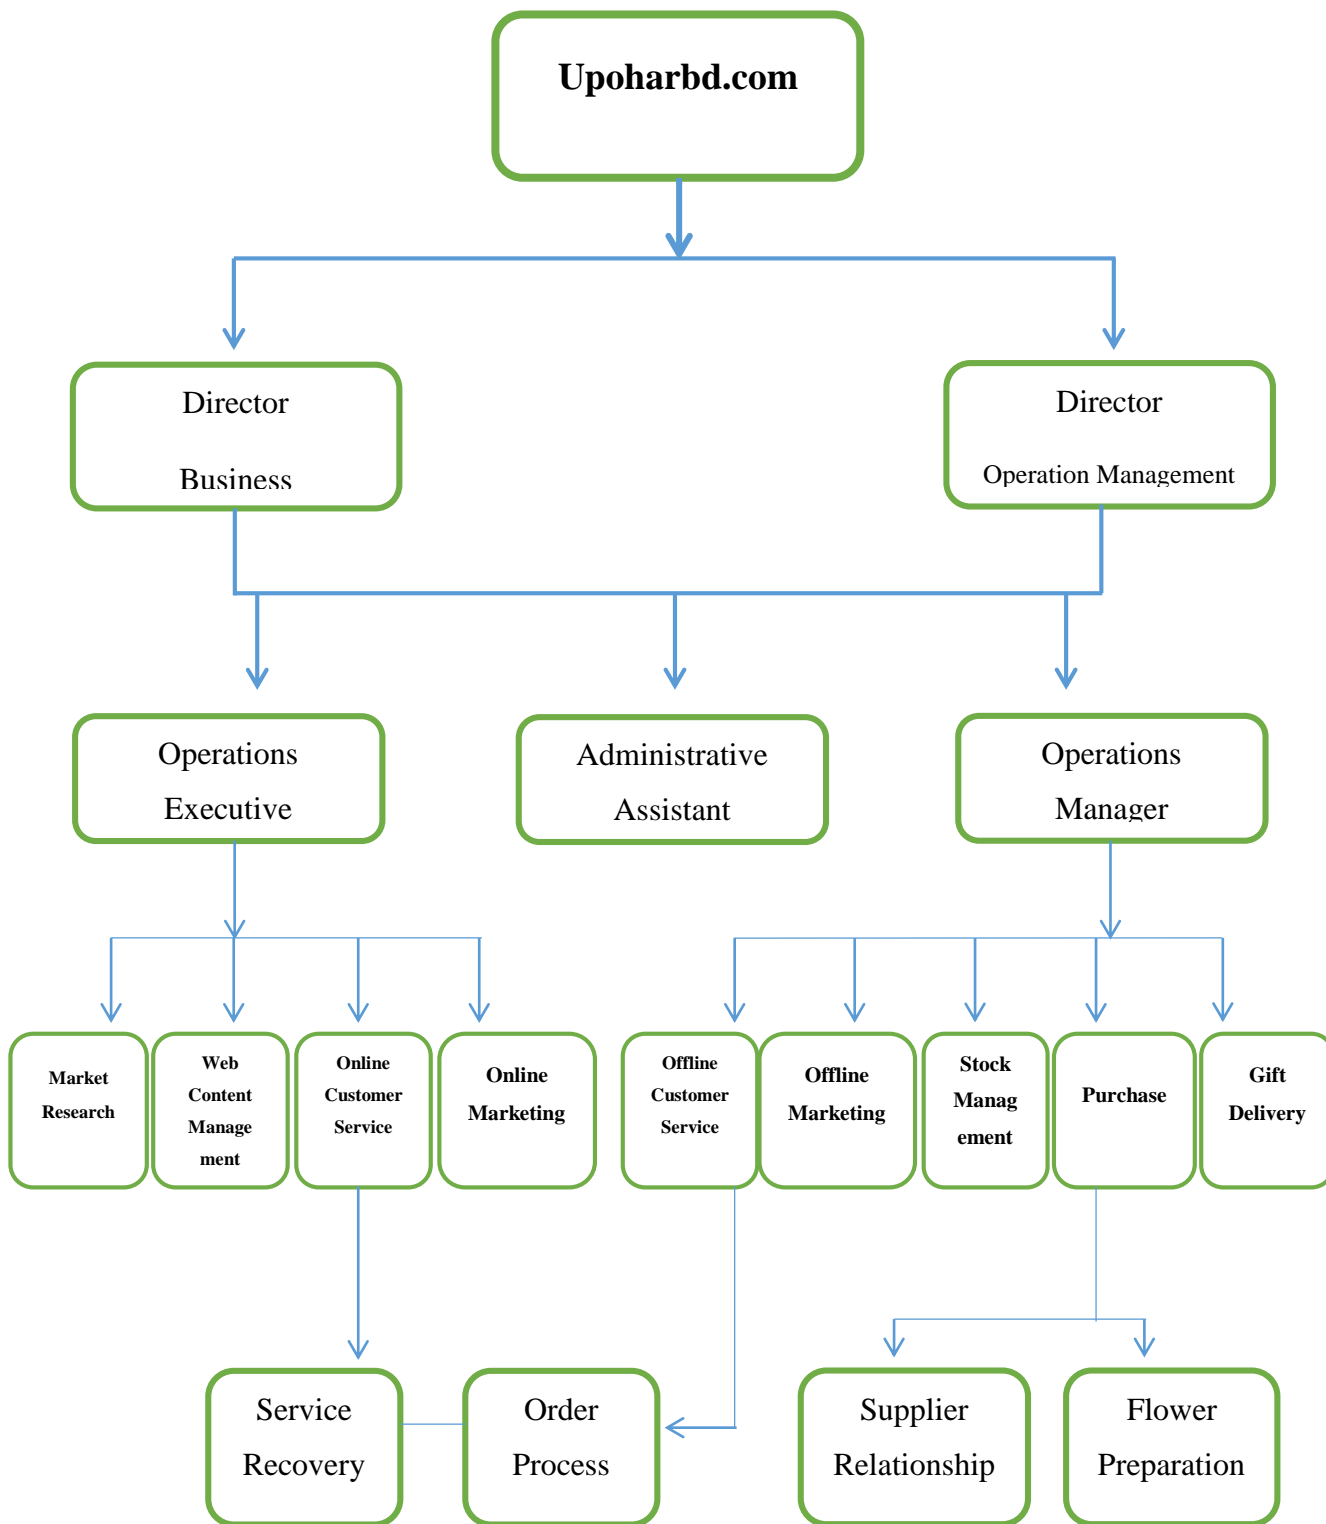 Upoharbd.com
Director
Business
Director
Operation Management
Operations
Executive
Administrative
Assistant
Operations
Manager
Market
Research
Web
Content
Manage
ment
Online
Customer
Service
Online
Marketing
Offline
Customer
Service
Offline
Marketing
Stock
Manag
ement
Purchase
Gift
Delivery
Service
Recovery
Order
Process
Supplier
Relationship
Flower
Preparation